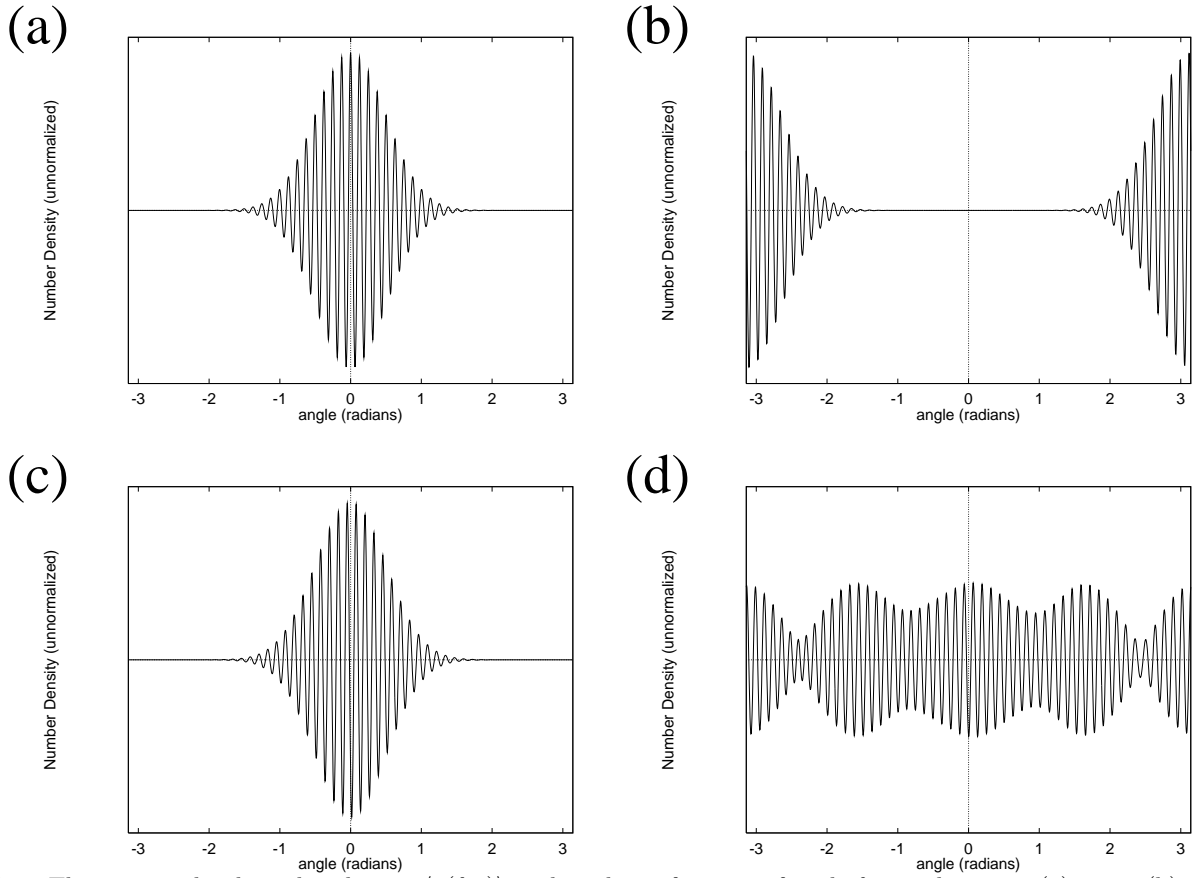 (a)
Number Density (unnormalized)
-3 -2 -1 0 1 2 3
angle (radians)
(b)
Number Density (unnormalized)
-3 -2 -1 0 1 2 3
angle (radians)
(c)
Number Density (unnormalized)
-3 -2 -1 0 1 2 3
angle (radians)
(d)
Number Density (unnormalized)
-3 -2 -1 0 1 2 3
angle (radians)